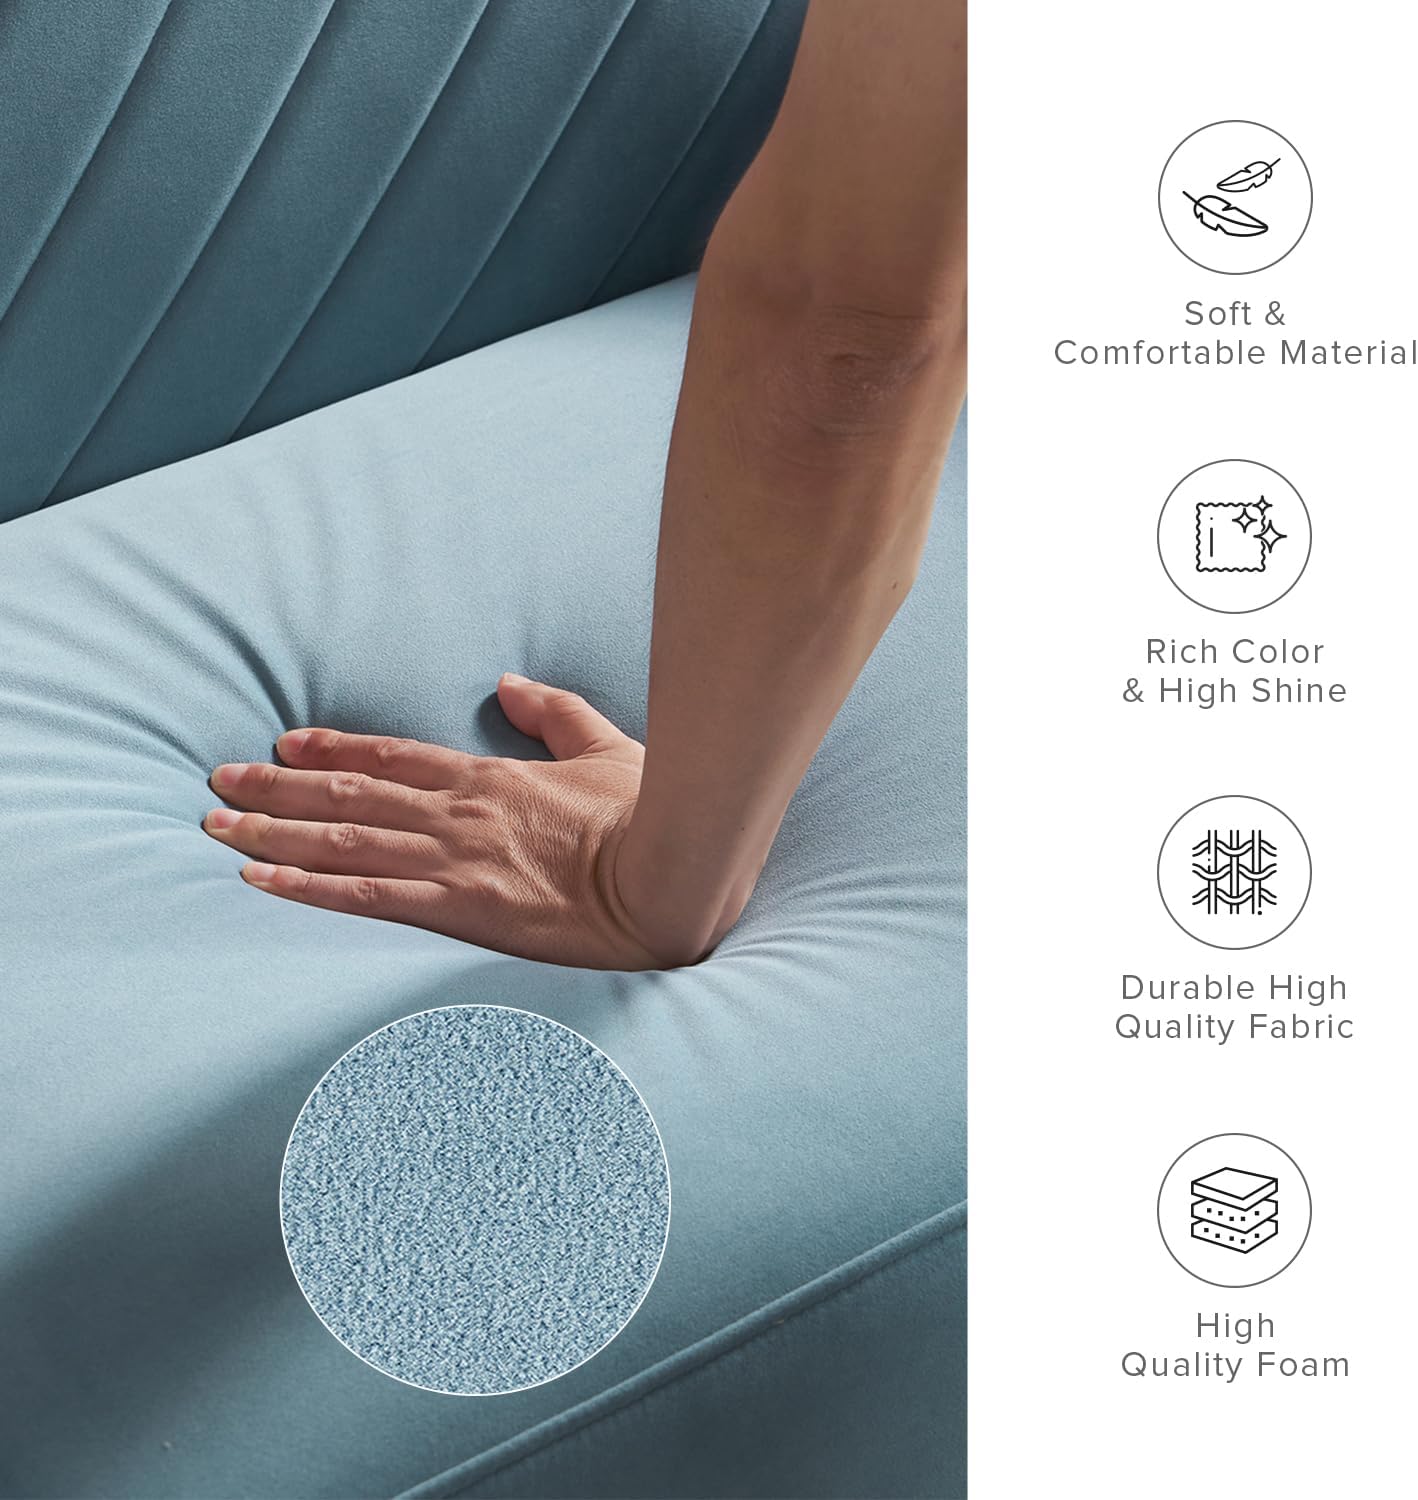 Soft &
Comfortable Material
Rich Color
& High Shine
Durable High
Quality Fabric
High
Quality Foam